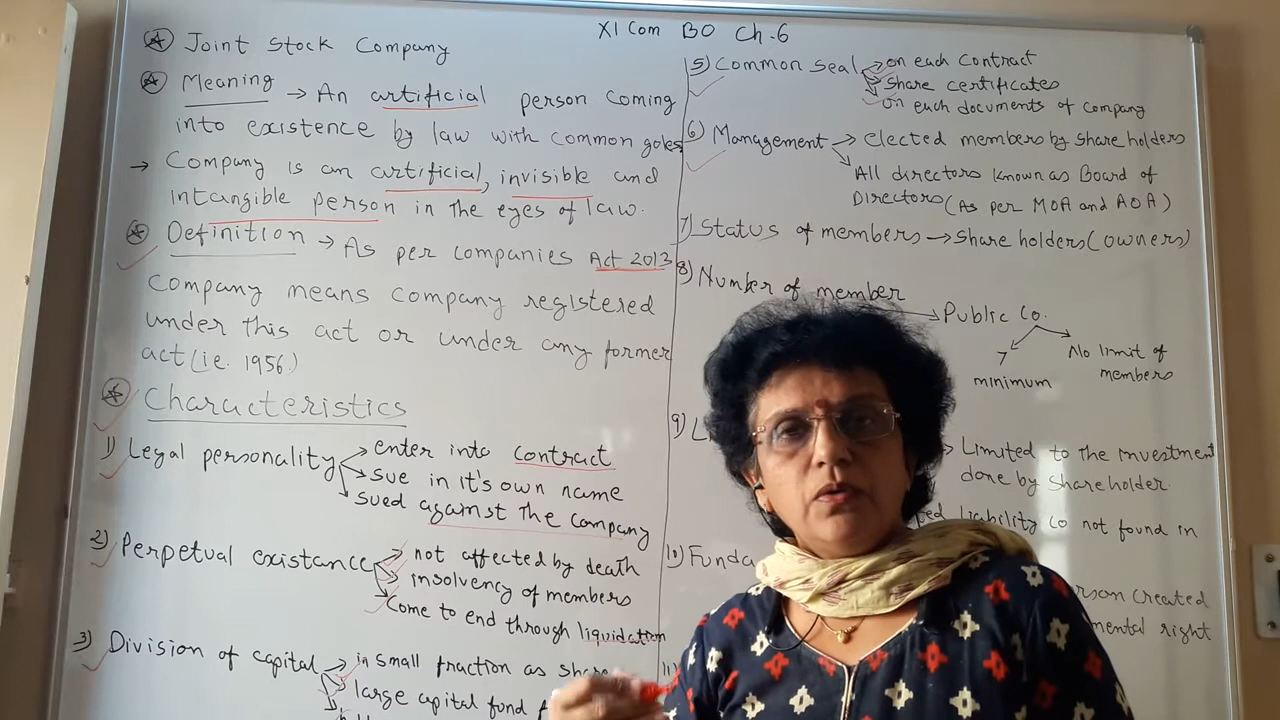 XI Com BO Ch.6
Joint Stock Company
Meaning → An artificial person coming
into existence by law with common goles
→ Company is an artificial, invisible and
intangible person in the eyes of law.
Definition → As per companies Act 2013
Company means company registered
under this act or under any former
act (ie. 1956)
Characteristics
1) Legal personality → enter into contract
→ sue in it's own name
→ sued against the company
2) Perpetual existance → not affected by death
→ insolvency of members
→ Come to end through liquidation
3) Division of capital → in small fraction as share
→ large capital fund
5) Common seal → on each contract
→ share certificates
→ on each documents of company
6) Management → elected members by share holders
→ All directors known as Board of
Directors (As per MOA and AOA)
7) Status of members → share holders (owners)
8) Number of member
→ Public Co.
7 minimum
No limit of
members
9) L
Limited to the investment
done by shareholder.
liability co not found in
10) Funda
created
right
11)